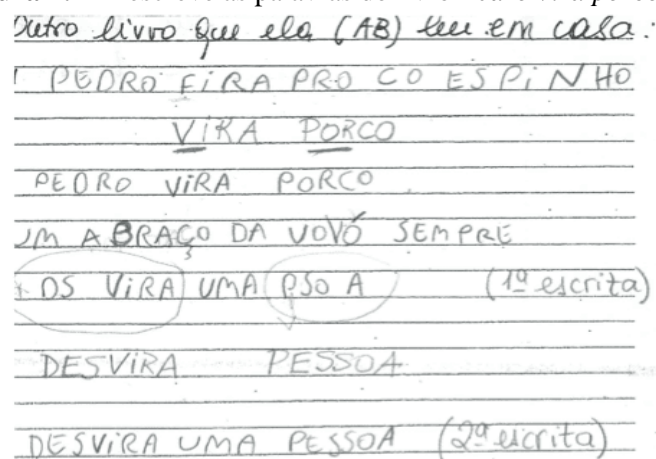 Outro livro que ela (AB) leu em casa:
PEDRO FIRA PRO CO ESPINHO
VIRA PORCO
PEDRO VIRA PORCO
UM ABRAÇO DA VOVÓ SEMPRE
DS VIRA UMA PSO A (1ª escrita)
DESVIRA PESSOA
DESVIRA UMA PESSOA (2ª escrita)